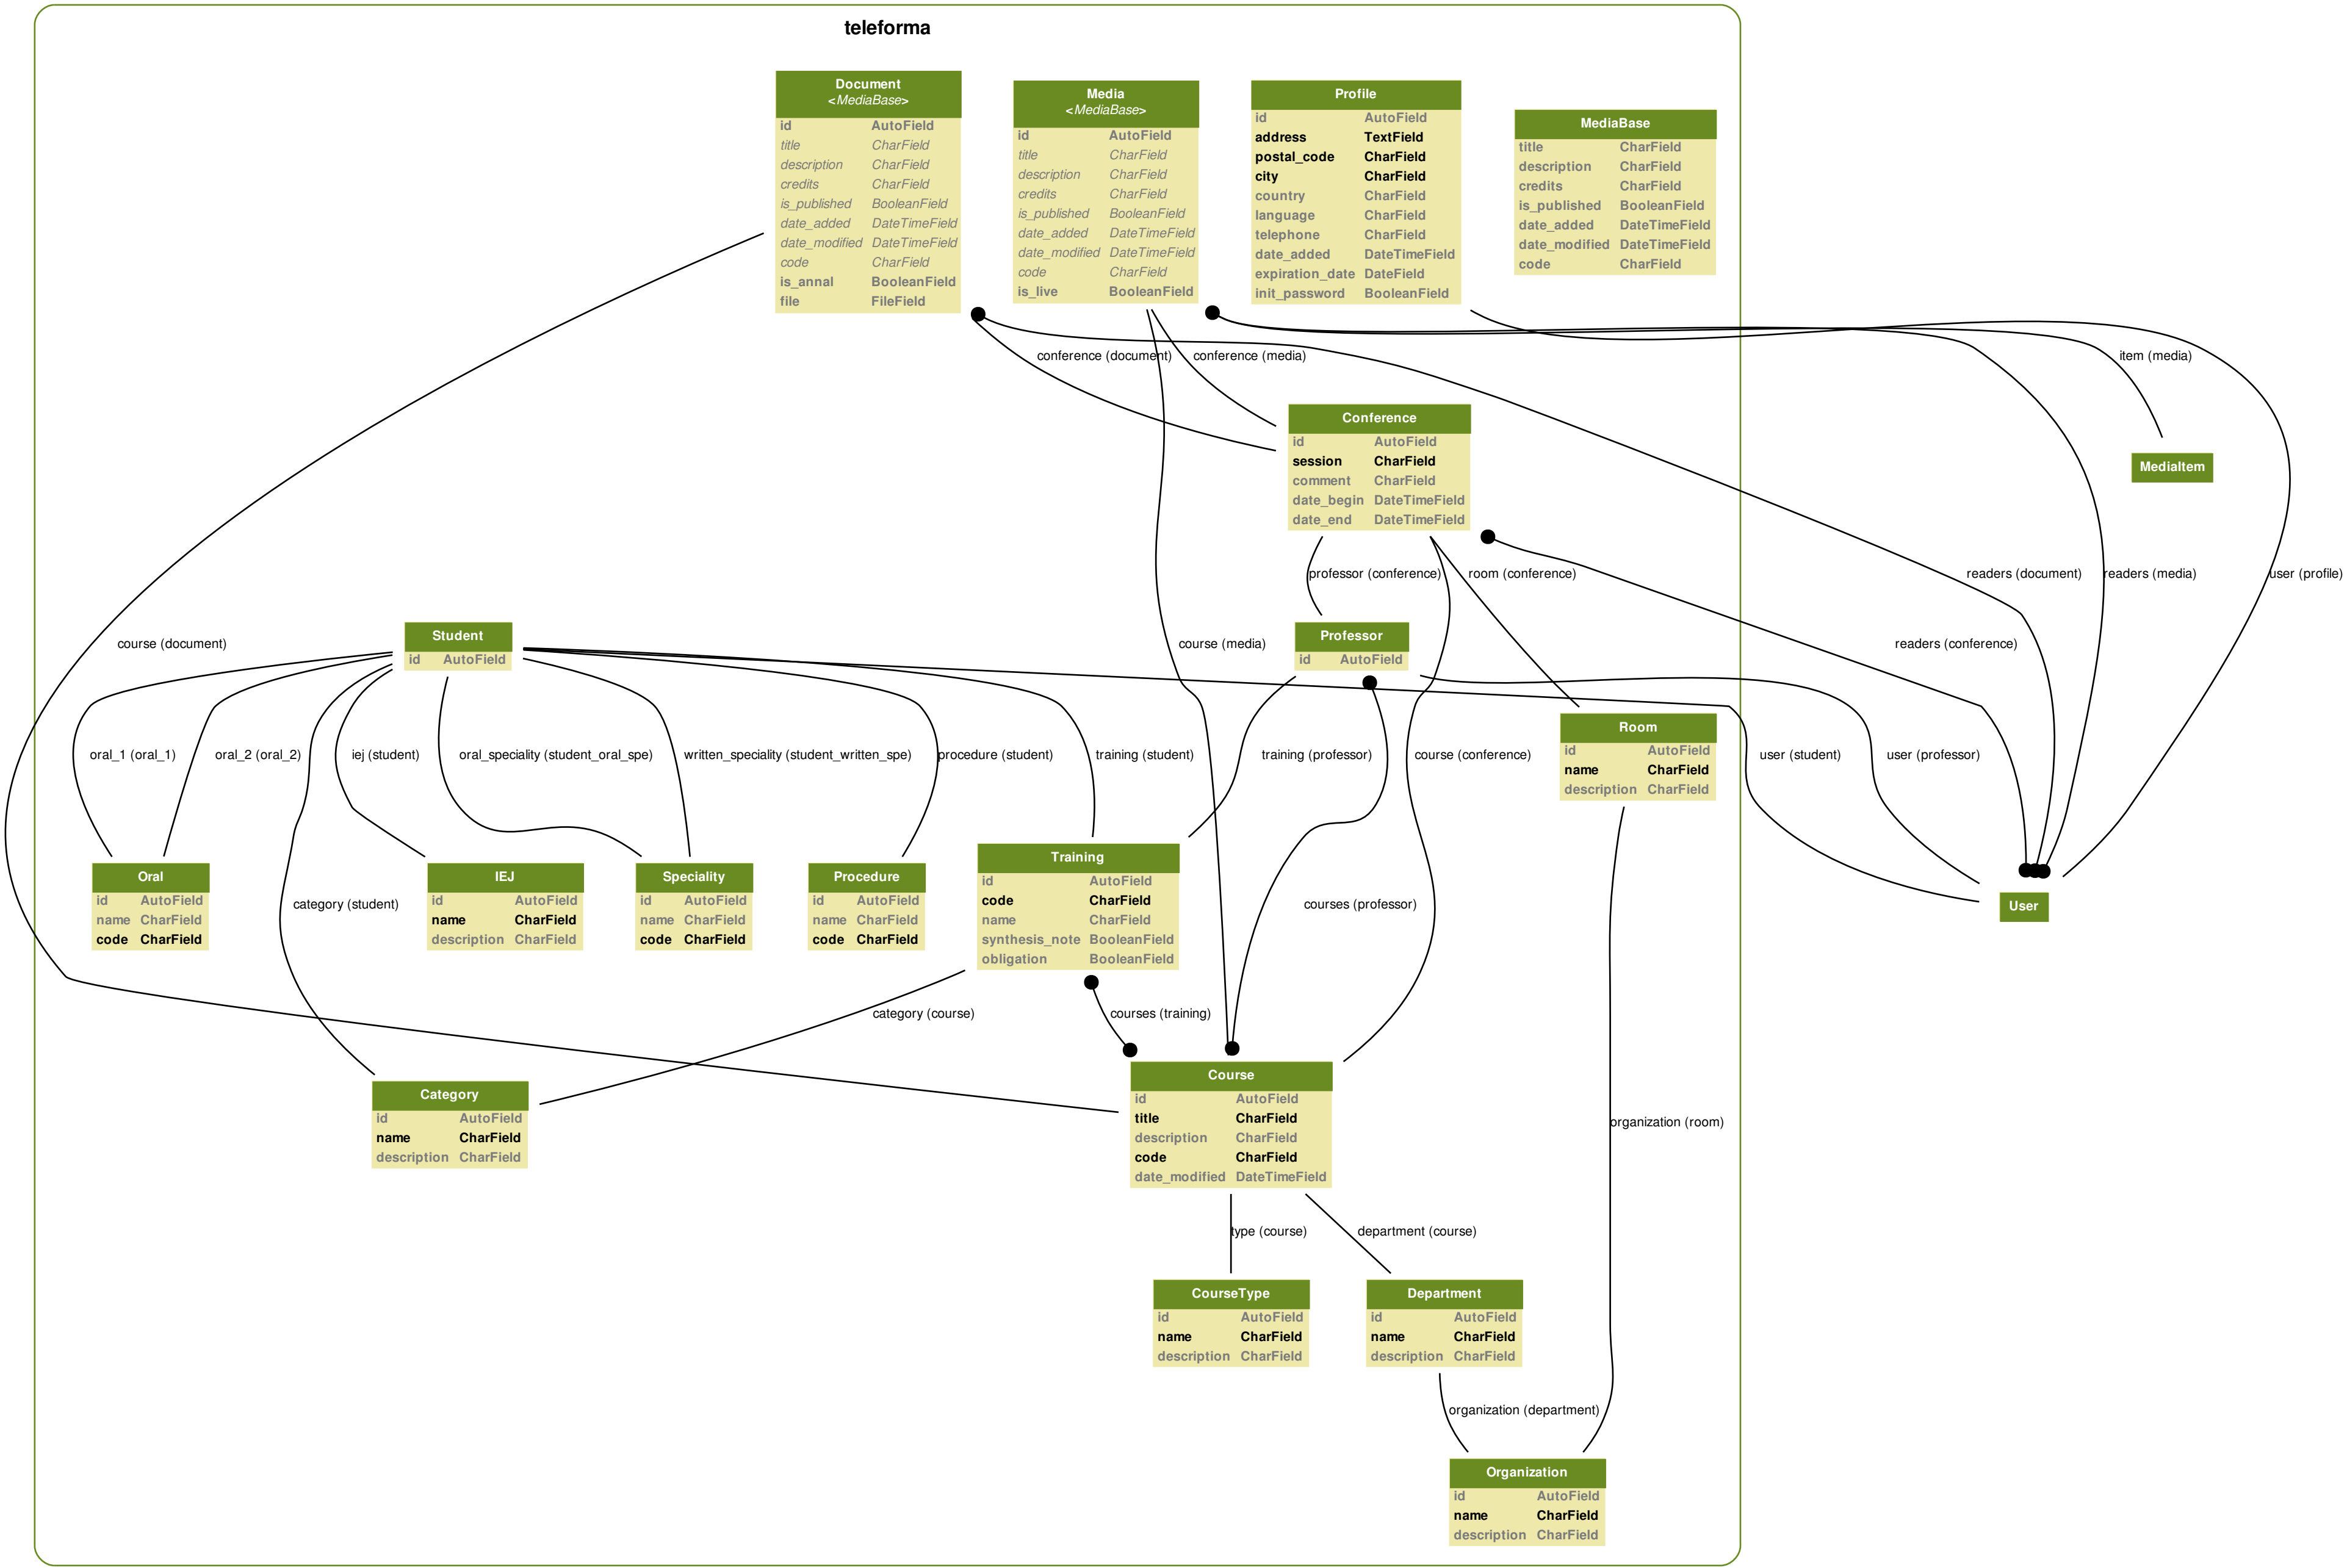 teleforma
Document
<MediaBase>
id AutoField
title CharField
description CharField
credits CharField
is_published BooleanField
date_added DateTimeField
date_modified DateTimeField
code CharField
is_annal BooleanField
file FileField
Media
<MediaBase>
id AutoField
title CharField
description CharField
credits CharField
is_published BooleanField
date_added DateTimeField
date_modified DateTimeField
code CharField
is_live BooleanField
Profile
id AutoField
address TextField
postal_code CharField
city CharField
country CharField
language CharField
telephone CharField
date_added DateTimeField
expiration_date DateField
init_password BooleanField
MediaBase
title CharField
description CharField
credits CharField
is_published BooleanField
date_added DateTimeField
date_modified DateTimeField
code CharField
conference (document)
conference (media)
item (media)
Conference
id AutoField
session CharField
comment CharField
date_begin DateTimeField
date_end DateTimeField
MediaItem
professor (conference)
room (conference)
readers (document)
readers (media)
user (profile)
course (document)
Student
id AutoField
course (media)
Professor
id AutoField
readers (conference)
oral_1 (oral_1)
oral_2 (oral_2)
iej (student)
oral_speciality (student_oral_spe)
written_speciality (student_written_spe)
procedure (student)
training (student)
training (professor)
course (conference)
Room
id AutoField
name CharField
description CharField
user (student)
user (professor)
Oral
id AutoField
name CharField
code CharField
category (student)
IEJ
id AutoField
name CharField
description CharField
Speciality
id AutoField
name CharField
code CharField
Procedure
id AutoField
name CharField
code CharField
Training
id AutoField
code CharField
name CharField
synthesis_note BooleanField
obligation BooleanField
courses (professor)
User
category (course)
courses (training)
Category
id AutoField
name CharField
description CharField
Course
id AutoField
title CharField
description CharField
code CharField
date_modified DateTimeField
organization (room)
type (course)
department (course)
CourseType
id AutoField
name CharField
description CharField
Department
id AutoField
name CharField
description CharField
organization (department)
Organization
id AutoField
name CharField
description CharField